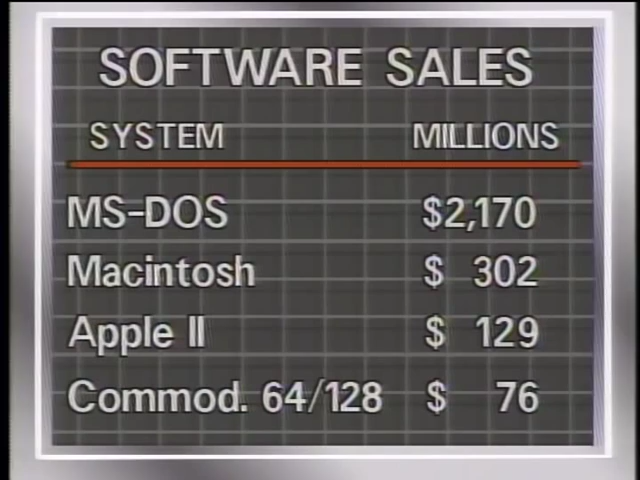 SOFTWARE SALES
SYSTEM MILLIONS
MS-DOS $2,170
Macintosh $ 302
Apple II $ 129
Commod. 64/128 $ 76